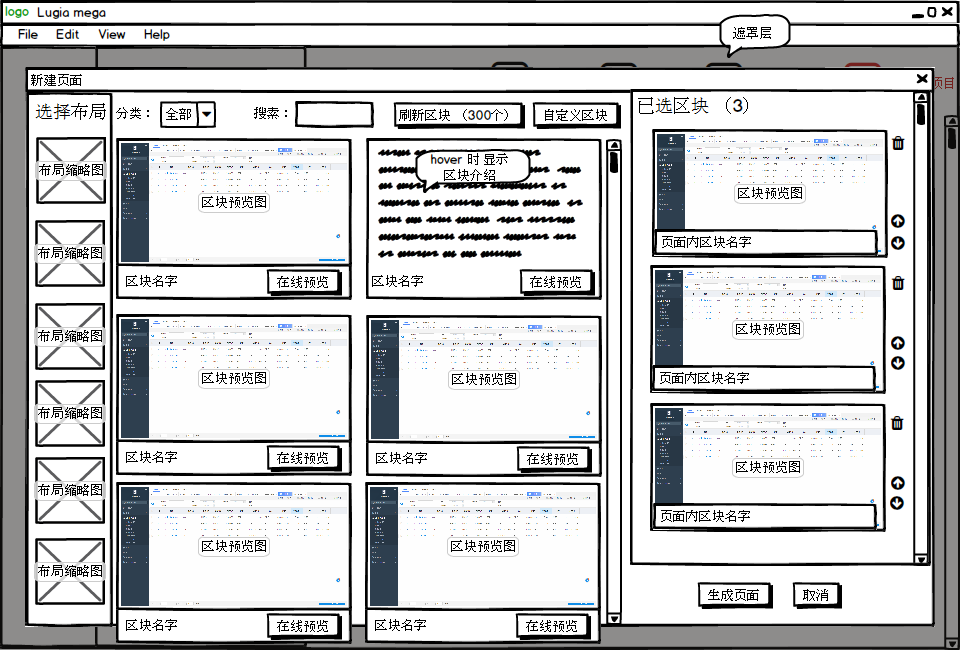 logo Lugia mega
File Edit View Help
遮罩层
项目
新建页面
选择布局
布局缩略图
布局缩略图
布局缩略图
布局缩略图
布局缩略图
布局缩略图
分类： 全部 搜索： 刷新区块 （300个） 自定义区块
区块预览图
区块名字 在线预览
hover 时显示
区块介绍
区块名字 在线预览
区块预览图
区块名字 在线预览
区块预览图
区块名字 在线预览
区块预览图
区块名字 在线预览
区块预览图
区块名字 在线预览
已选区块 （3）
区块预览图
页面内区块名字
区块预览图
页面内区块名字
区块预览图
页面内区块名字
生成页面 取消